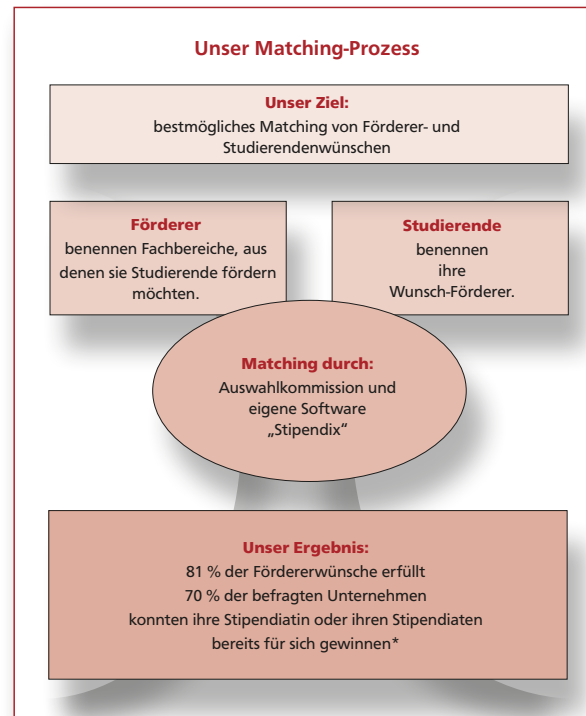 Unser Matching-Prozess
Unser Ziel:
bestmögliches Matching von Förderer- und
Studierendenwünschen
Förderer
benennen Fachbereiche, aus
denen sie Studierende fördern
möchten.
Studierende
benennen
ihre
Wunsch-Förderer.
Matching durch:
Auswahlkommission und
eigene Software
„Stipendix“
Unser Ergebnis:
81 % der Fördererwünsche erfüllt
70 % der befragten Unternehmen
konnten ihre Stipendiatin oder ihren Stipendiaten
bereits für sich gewinnen*